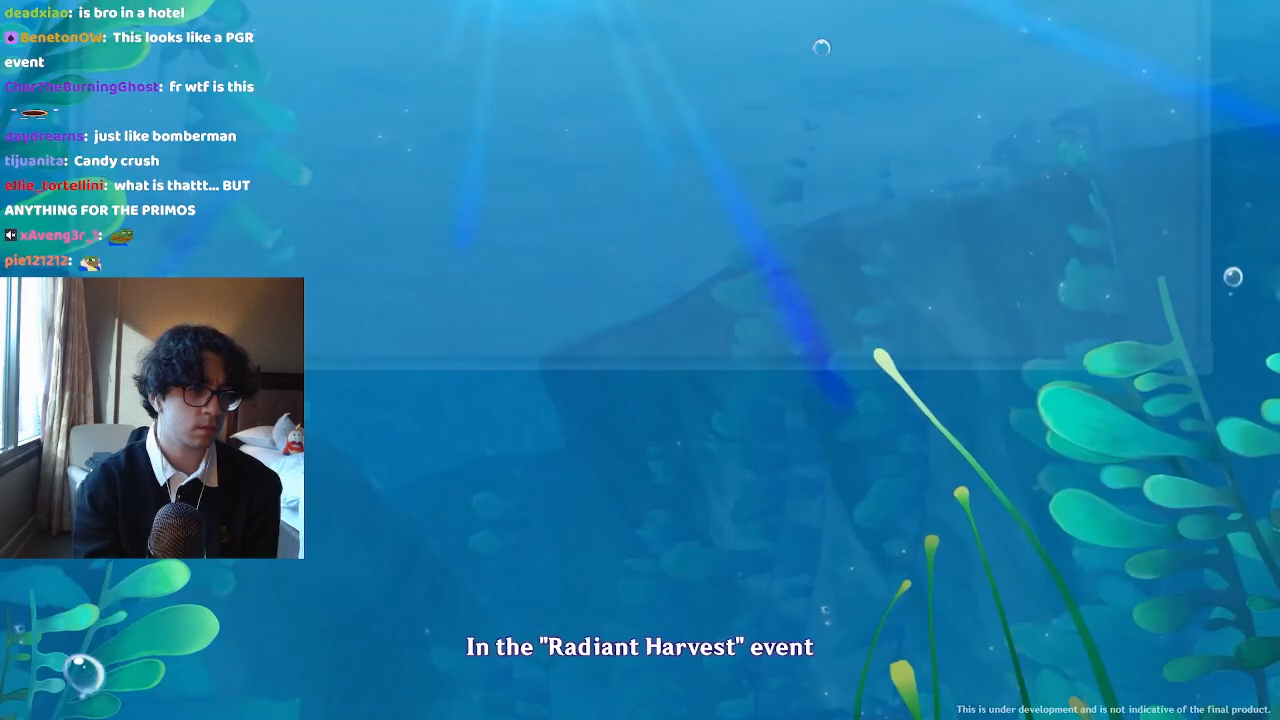 deadxiao: is bro in a hotel
BenetonOW: This looks like a PGR
event
CharTheBurningGhost: fr wtf is this
daydrearns: just like bomberman
tijuanita: Candy crush
ellie_tortellini: what is thattt... BUT
ANYTHING FOR THE PRIMOS
xAveng3r_1:
pie121212:
In the "Radiant Harvest" event
This is under development and is not indicative of the final product.